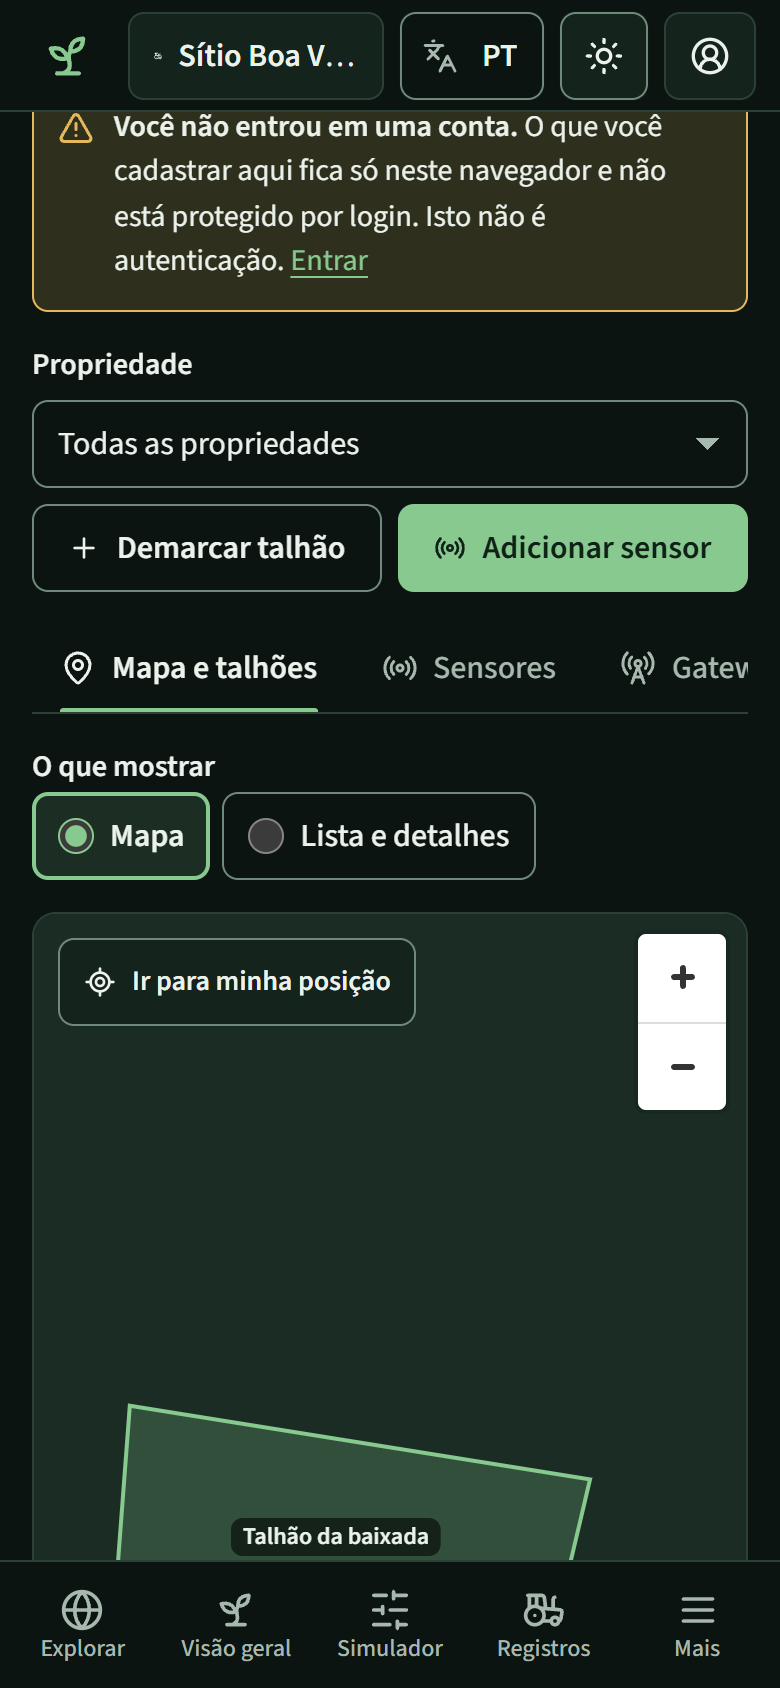 Sítio Boa V...
PT
Você não entrou em uma conta. O que você
cadastrar aqui fica só neste navegador e não
está protegido por login. Isto não é
autenticação. Entrar
Propriedade
Todas as propriedades
Demarcar talhão
Adicionar sensor
Mapa e talhões
Sensores
Gatew
O que mostrar
Mapa
Lista e detalhes
Ir para minha posição
+
−
Talhão da baixada
Explorar
Visão geral
Simulador
Registros
Mais